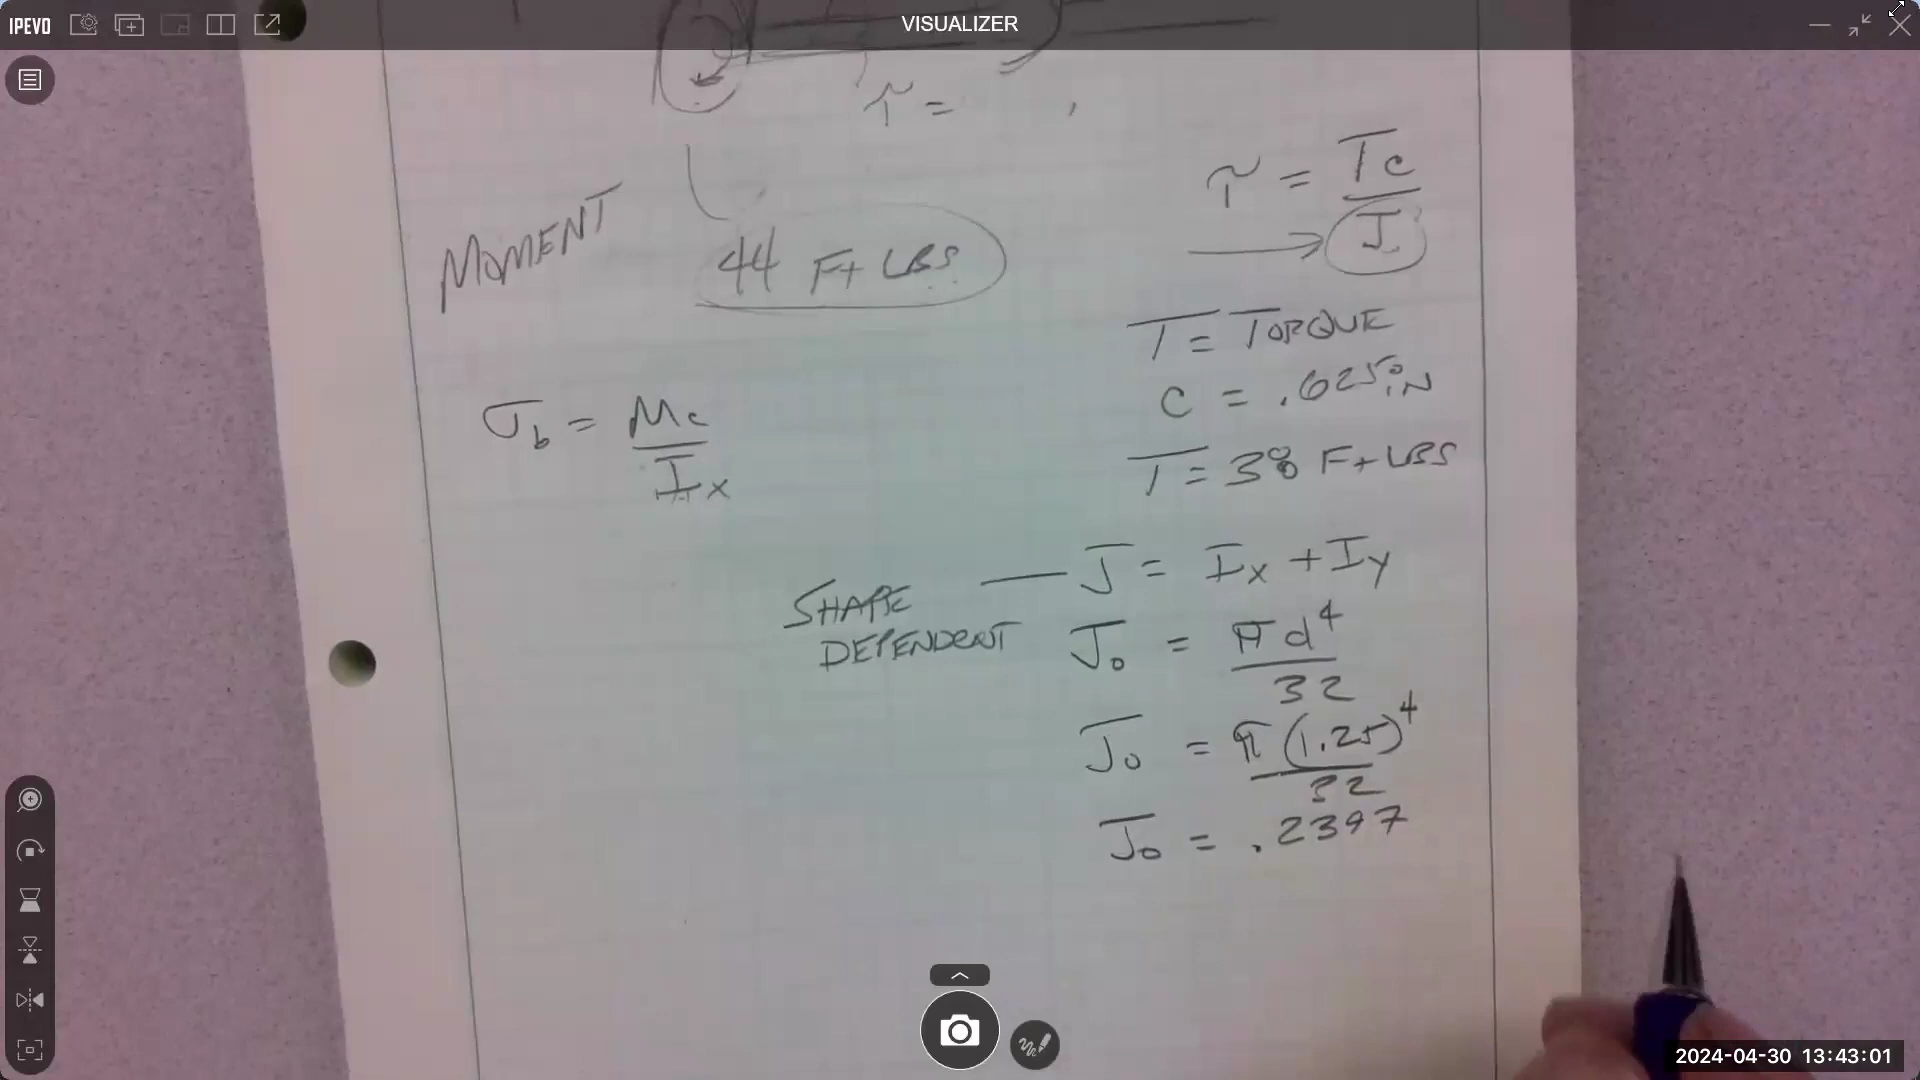 IPEVO
VISUALIZER
τ =
MOMENT
44 Ft LBS
τ = Tc
J
T = TORQUE
C = .625 in
T = 38 Ft LBS
σb = Mc
Ix
SHAPE
DEPENDENT
J = Ix + Iy
Jo = πd⁴
32
Jo = π(1.25)⁴
32
Jo = .2397
2024-04-30 13:43:01